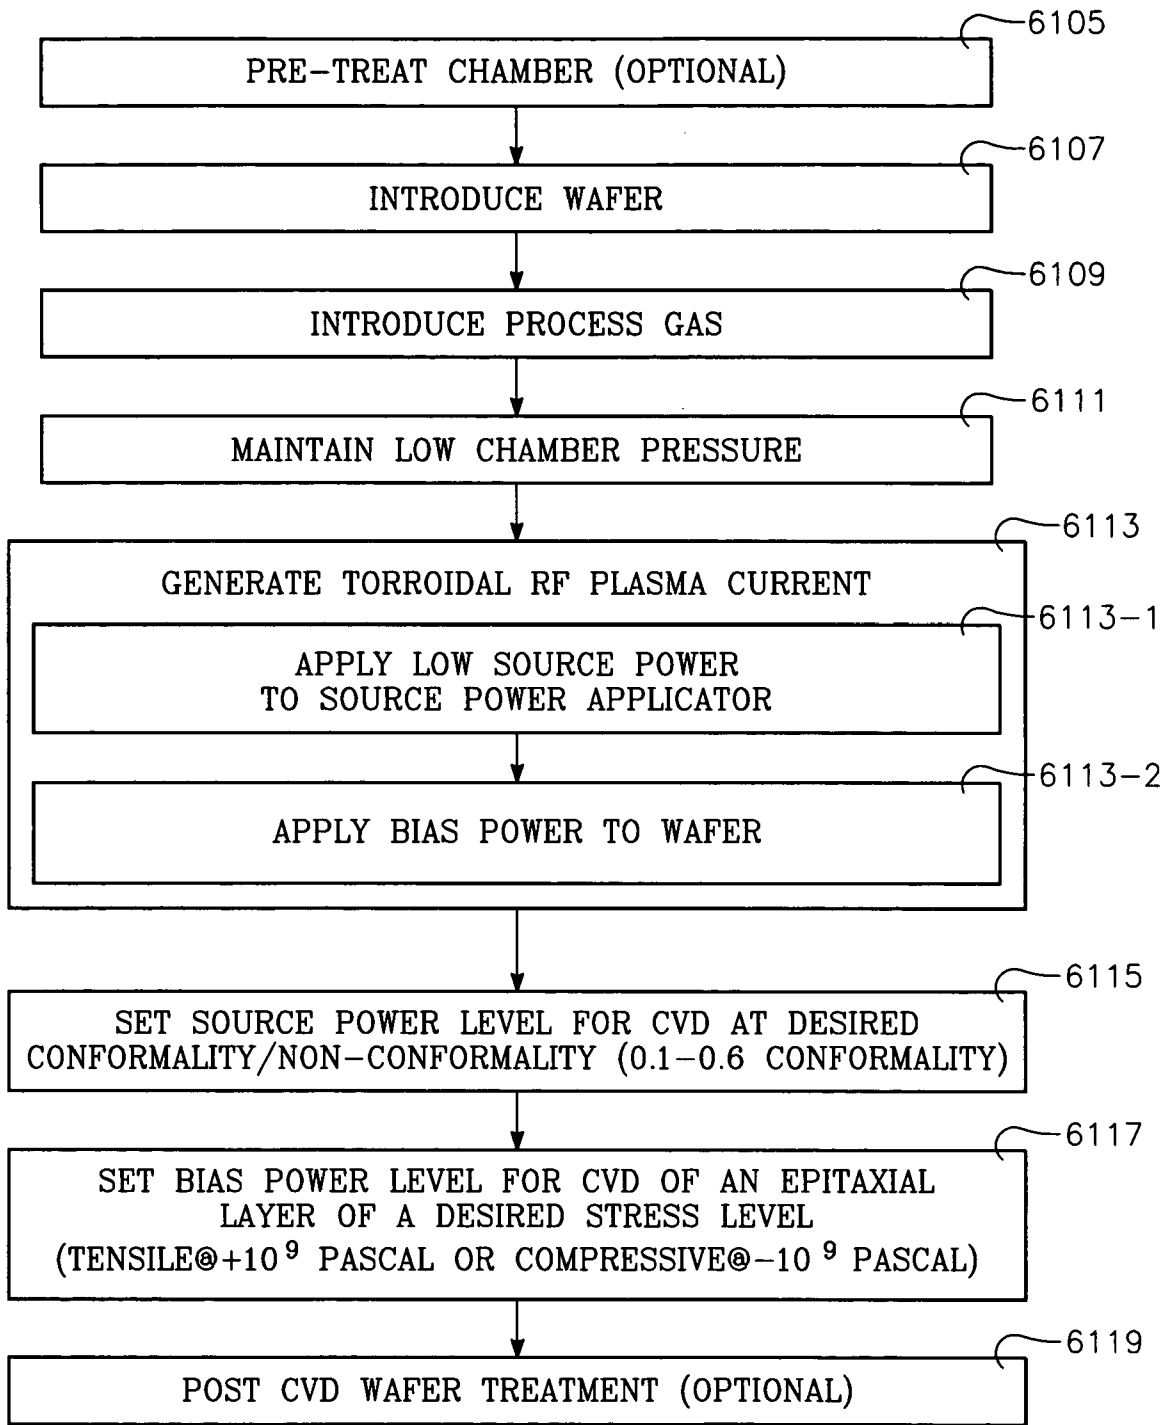 6105
PRE-TREAT CHAMBER (OPTIONAL)
6107
INTRODUCE WAFER
6109
INTRODUCE PROCESS GAS
6111
MAINTAIN LOW CHAMBER PRESSURE
6113
GENERATE TORROIDAL RF PLASMA CURRENT
6113-1
APPLY LOW SOURCE POWER
TO SOURCE POWER APPLICATOR
6113-2
APPLY BIAS POWER TO WAFER
6115
SET SOURCE POWER LEVEL FOR CVD AT DESIRED
CONFORMALITY/NON-CONFORMALITY (0.1-0.6 CONFORMALITY)
6117
SET BIAS POWER LEVEL FOR CVD OF AN EPITAXIAL
LAYER OF A DESIRED STRESS LEVEL
(TENSILE@+10⁹ PASCAL OR COMPRESSIVE@-10⁹ PASCAL)
6119
POST CVD WAFER TREATMENT (OPTIONAL)